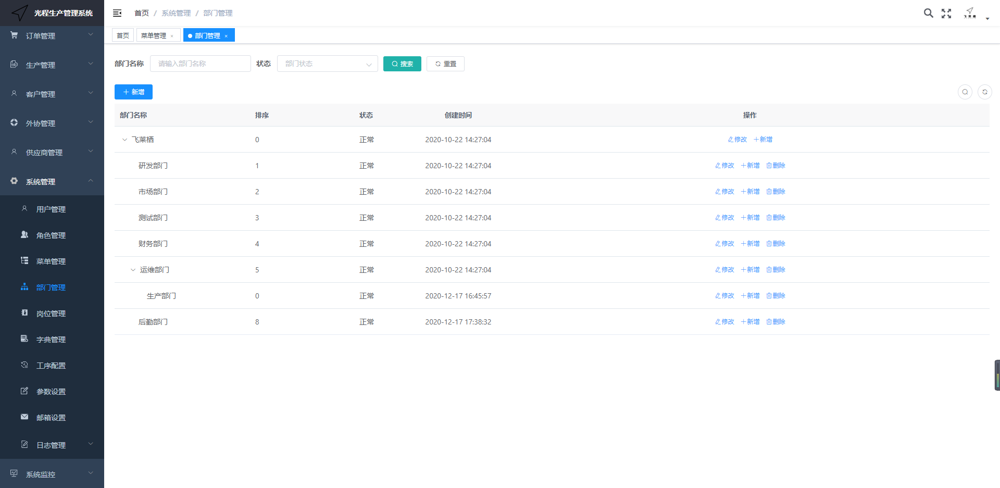 光程生产管理系统
订单管理
生产管理
客户管理
外协管理
供应商管理
系统管理
用户管理
角色管理
菜单管理
部门管理
岗位管理
字典管理
工序配置
参数设置
邮箱设置
日志管理
系统监控
首页 / 系统管理 / 部门管理
首页 菜单管理 × 部门管理 ×
部门名称 请输入部门名称 状态 部门状态 搜索 重置
新增
部门名称 排序 状态 创建时间 操作
飞莱栖 0 正常 2020-10-22 14:27:04 修改 新增
研发部门 1 正常 2020-10-22 14:27:04 修改 新增 删除
市场部门 2 正常 2020-10-22 14:27:04 修改 新增 删除
测试部门 3 正常 2020-10-22 14:27:04 修改 新增 删除
财务部门 4 正常 2020-10-22 14:27:04 修改 新增 删除
运维部门 5 正常 2020-10-22 14:27:04 修改 新增 删除
生产部门 0 正常 2020-12-17 16:45:57 修改 新增 删除
后勤部门 8 正常 2020-12-17 17:38:32 修改 新增 删除